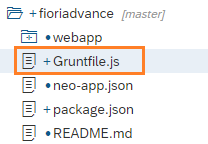 +fioriadvance [master]
•webapp
+Gruntfile.js
•neo-app.json
+package.json
•README.md